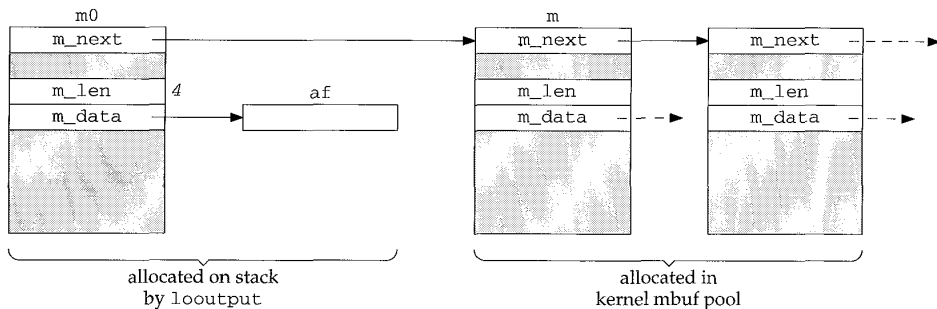 m0 m
m_next m_next m_next
m_len 4 af m_len m_len
m_data m_data m_data
allocated on stack
by looutput
allocated in
kernel mbuf pool